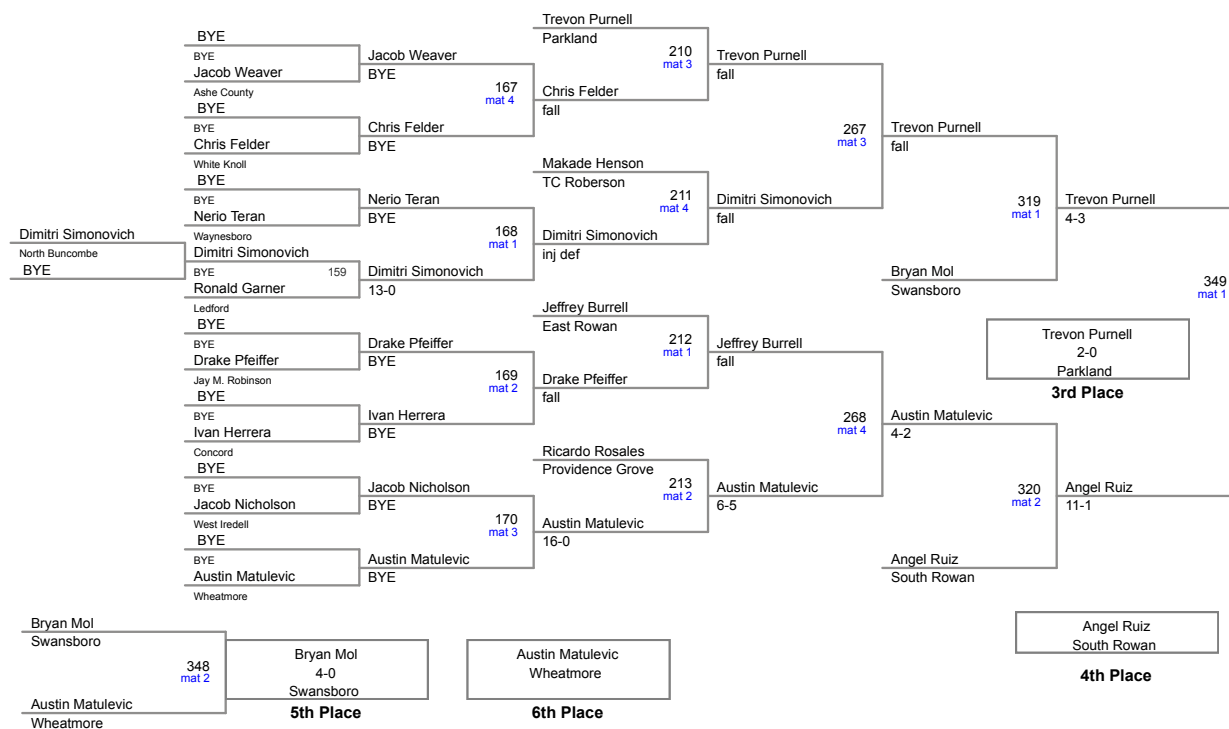 Dimitri Simonovich
North Buncombe
BYE
BYE
BYE
Jacob Weaver
Ashe County
BYE
BYE
Chris Felder
White Knoll
BYE
BYE
Nerio Teran
Waynesboro
Dimitri Simonovich
BYE
159
Ronald Garner
Ledford
BYE
BYE
Drake Pfeiffer
Jay M. Robinson
BYE
BYE
Ivan Herrera
Concord
BYE
BYE
Jacob Nicholson
West Iredell
BYE
BYE
Austin Matulevic
Wheatmore
Jacob Weaver
BYE
167
mat 4
Chris Felder
BYE
Nerio Teran
BYE
168
mat 1
Dimitri Simonovich
13-0
Drake Pfeiffer
BYE
169
mat 2
Ivan Herrera
BYE
Jacob Nicholson
BYE
170
mat 3
Austin Matulevic
BYE
Trevon Purnell
Parkland
210
mat 3
Chris Felder
fall
Makade Henson
TC Roberson
211
mat 4
Dimitri Simonovich
inj def
Jeffrey Burrell
East Rowan
212
mat 1
Drake Pfeiffer
fall
Ricardo Rosales
Providence Grove
213
mat 2
Austin Matulevic
16-0
Trevon Purnell
fall
267
mat 3
Dimitri Simonovich
fall
Jeffrey Burrell
fall
268
mat 4
Austin Matulevic
6-5
Trevon Purnell
fall
319
mat 1
Bryan Mol
Swansboro
Austin Matulevic
4-2
320
mat 2
Angel Ruiz
South Rowan
Trevon Purnell
4-3
349
mat 1
Angel Ruiz
11-1
Trevon Purnell
2-0
Parkland
3rd Place
Angel Ruiz
South Rowan
4th Place
Bryan Mol
Swansboro
348
mat 2
Austin Matulevic
Wheatmore
Bryan Mol
4-0
Swansboro
5th Place
Austin Matulevic
Wheatmore
6th Place